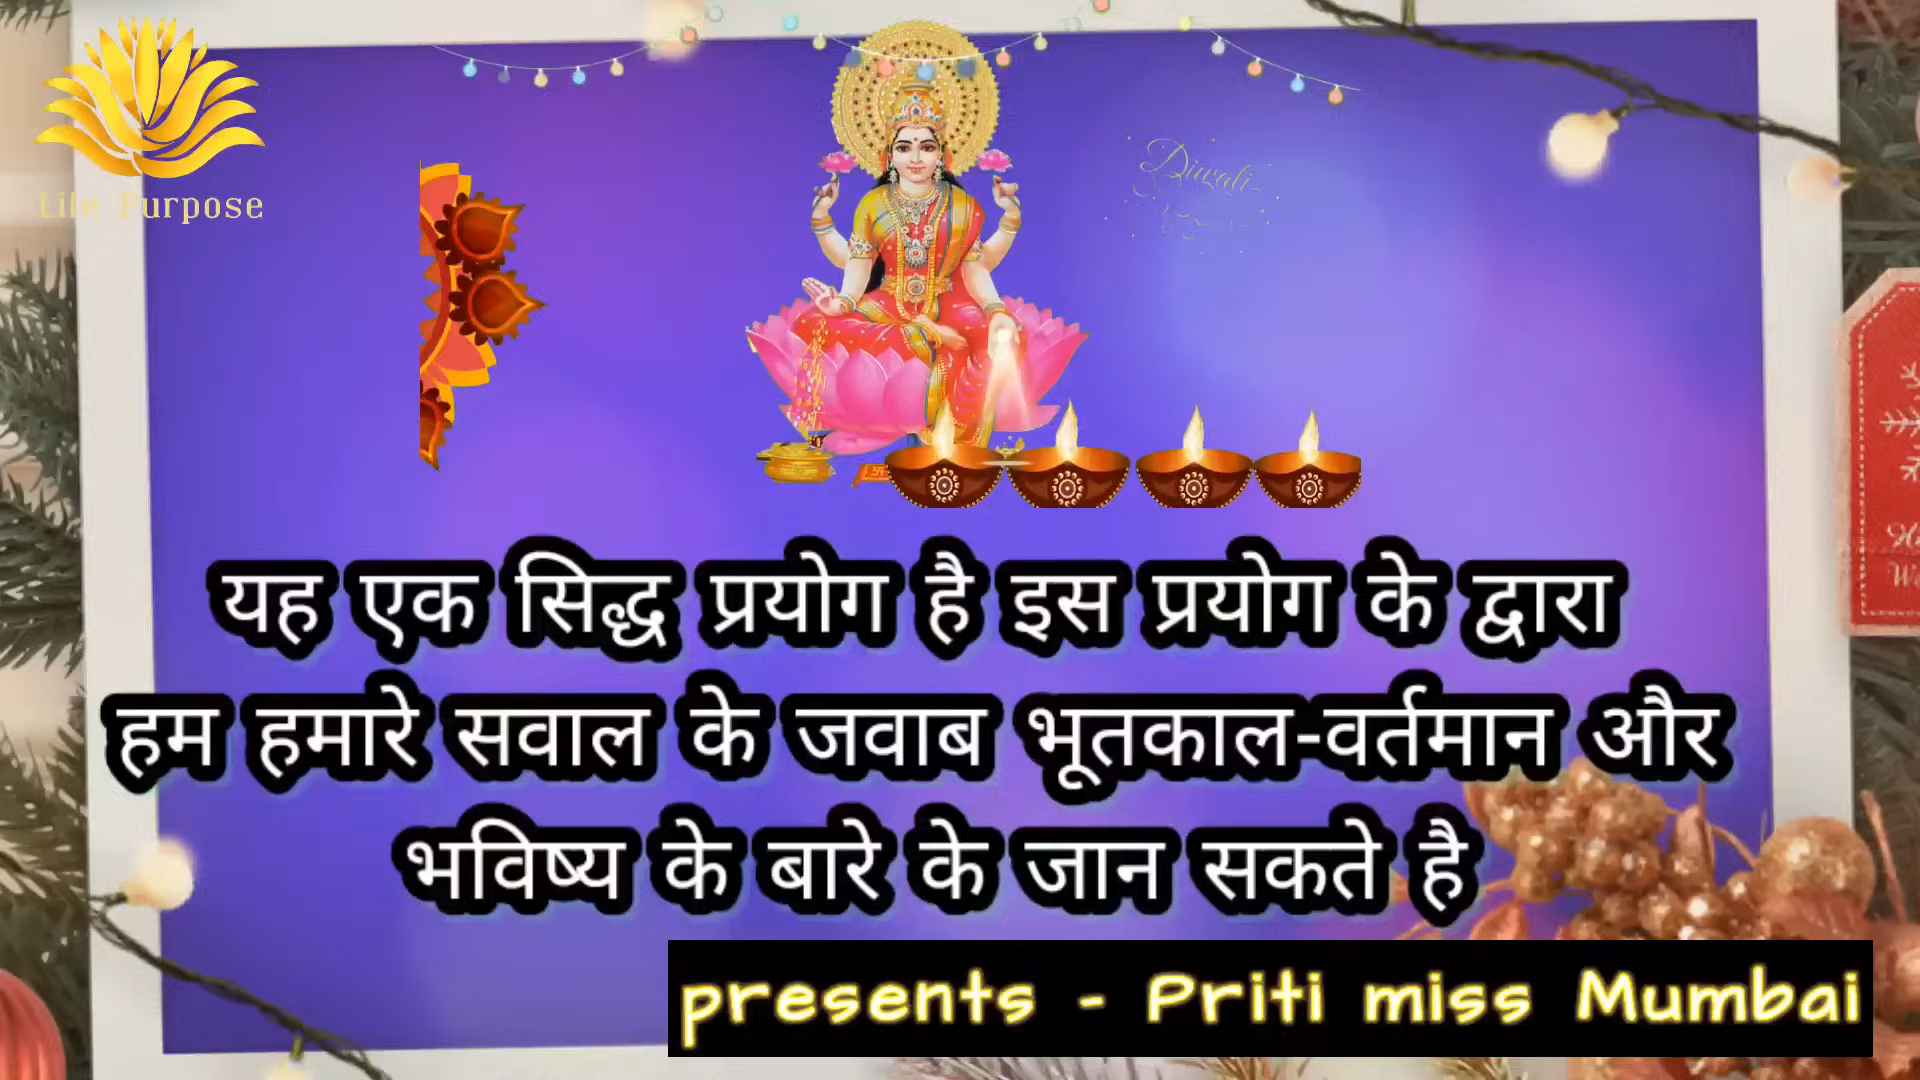 Life Purpose
Diwali
यह एक सिद्ध प्रयोग है इस प्रयोग के द्वारा
हम हमारे सवाल के जवाब भूतकाल-वर्तमान और
भविष्य के बारे के जान सकते है
presents - Priti miss Mumbai